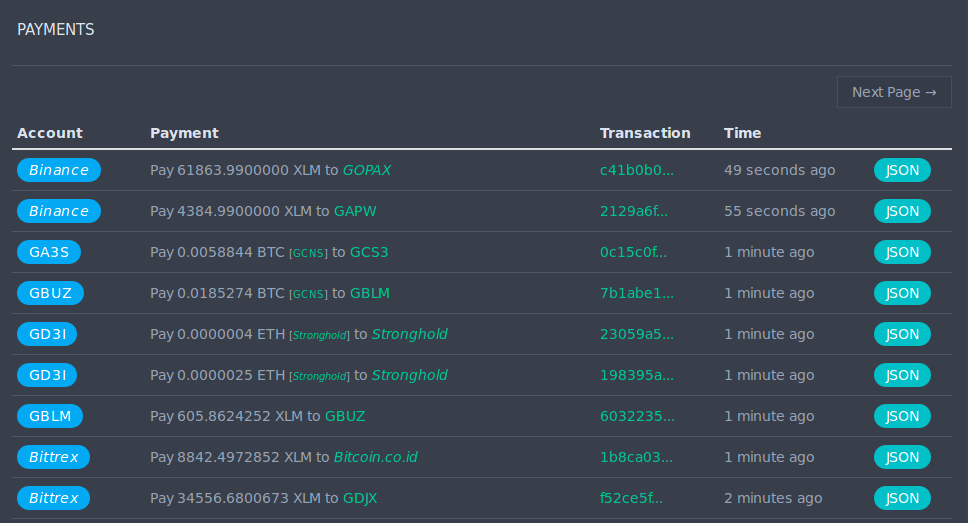 PAYMENTS
Next Page →
Account Payment Transaction Time
Binance Pay 61863.9900000 XLM to GOPAX c41b0b0... 49 seconds ago JSON
Binance Pay 4384.9900000 XLM to GAPW 2129a6f... 55 seconds ago JSON
GA3S Pay 0.0058844 BTC [GCNS] to GCS3 0c15c0f... 1 minute ago JSON
GBUZ Pay 0.0185274 BTC [GCNS] to GBLM 7b1abe1... 1 minute ago JSON
GD3I Pay 0.0000004 ETH [Stronghold] to Stronghold 23059a5... 1 minute ago JSON
GD3I Pay 0.0000025 ETH [Stronghold] to Stronghold 198395a... 1 minute ago JSON
GBLM Pay 605.8624252 XLM to GBUZ 6032235... 1 minute ago JSON
Bittrex Pay 8842.4972852 XLM to Bitcoin.co.id 1b8ca03... 1 minute ago JSON
Bittrex Pay 34556.6800673 XLM to GDJX f52ce5f... 2 minutes ago JSON